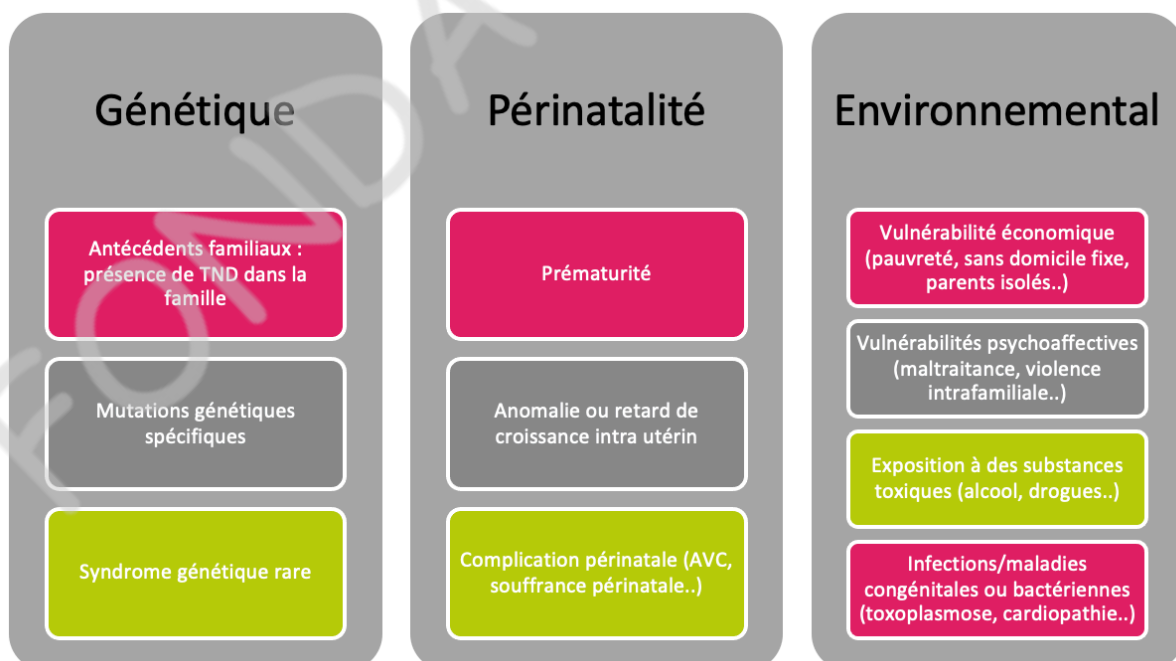 Génétique
Antécédents familiaux :
présence de TND dans la
famille
Mutations génétiques
spécifiques
Syndrome génétique rare
Périnatalité
Prématurité
Anomalie ou retard de
croissance intra utérin
Complication périnatale (AVC,
souffrance périnatale..)
Environnemental
Vulnérabilité économique
(pauvreté, sans domicile fixe,
parents isolés..)
Vulnérabilités psychoaffectives
(maltraitance, violence
intrafamiliale..)
Exposition à des substances
toxiques (alcool, drogues..)
Infections/maladies
congénitales ou bactériennes
(toxoplasmose, cardiopathie..)
FONDA